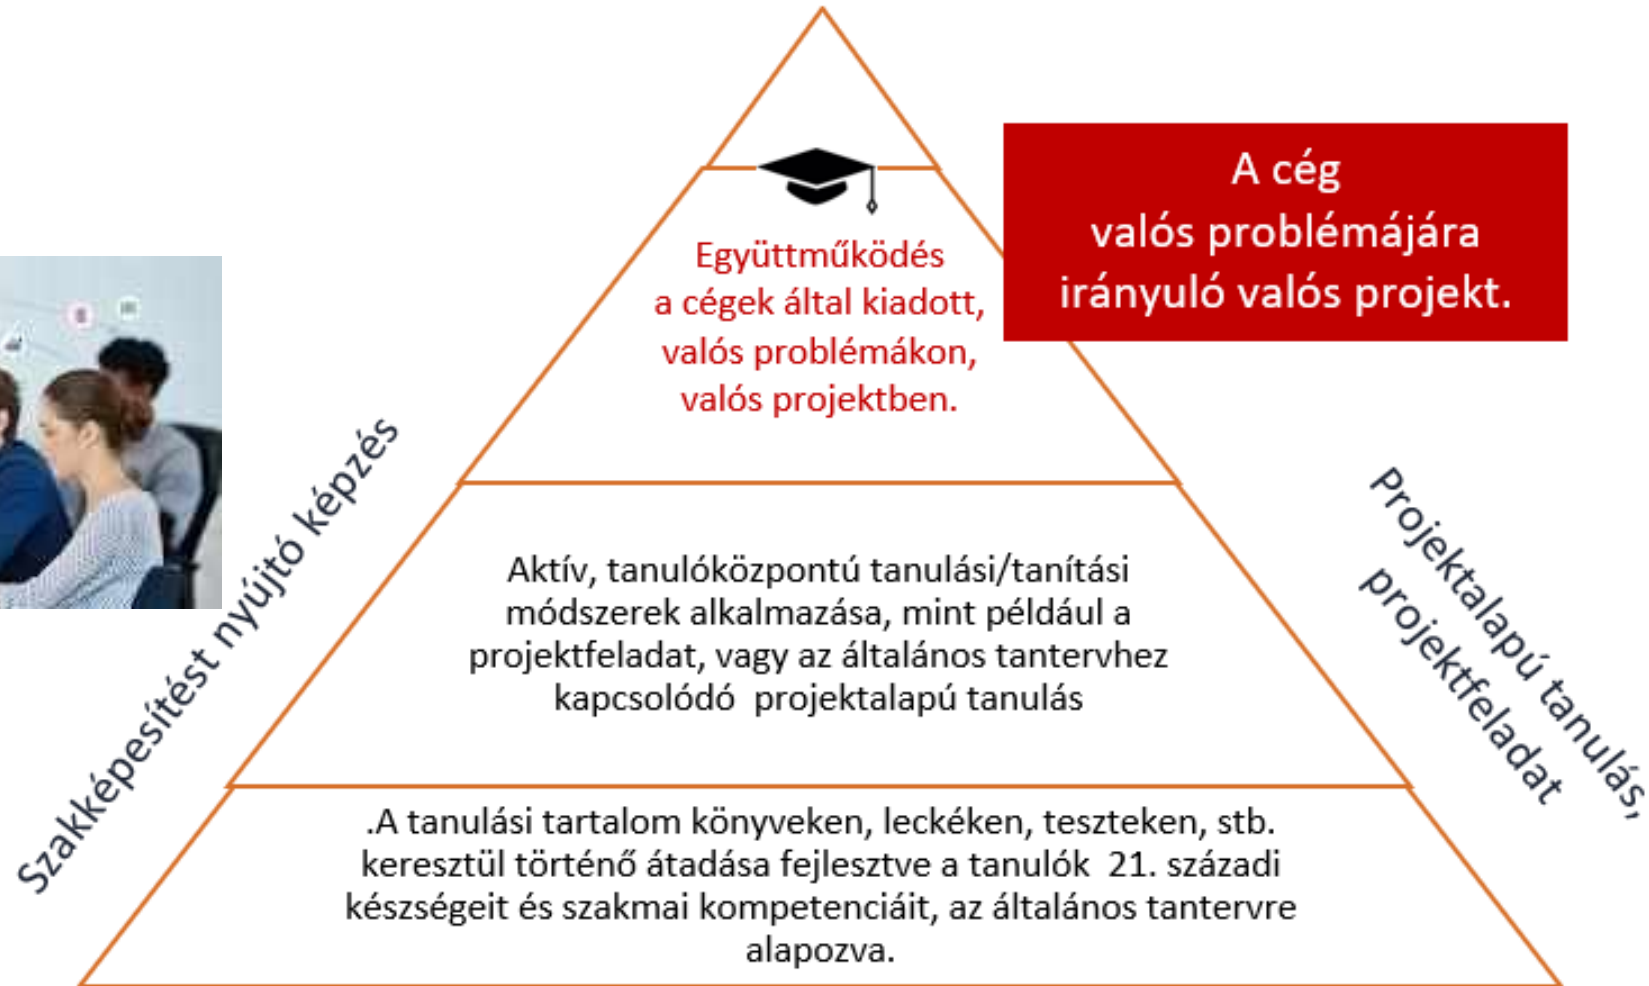 A cég
valós problémájára
irányuló valós projekt.
Együttműködés
a cégek által kiadott,
valós problémákon,
valós projektben.
Szakképesítést nyújtó képzés
Projektalapú tanulás,
projektfeladat
Aktív, tanulóközpontú tanulási/tanítási
módszerek alkalmazása, mint például a
projektfeladat, vagy az általános tantervhez
kapcsolódó projektalapú tanulás
.A tanulási tartalom könyveken, leckéken, teszteken, stb.
keresztül történő átadása fejlesztve a tanulók 21. századi
készségeit és szakmai kompetenciáit, az általános tantervre
alapozva.